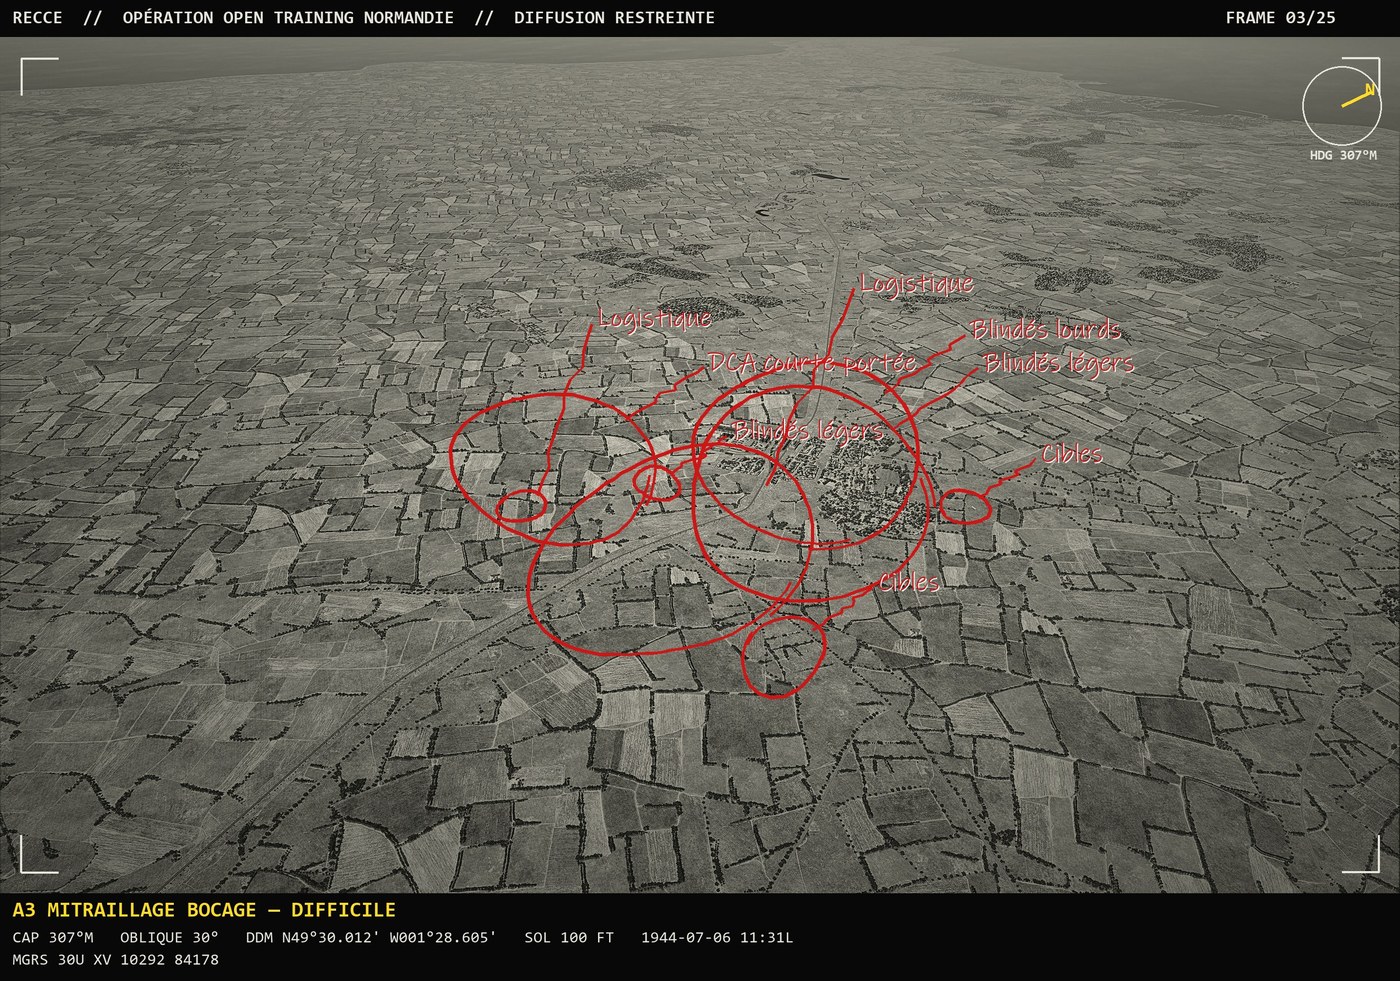 RECCE // OPÉRATION OPEN TRAINING NORMANDIE // DIFFUSION RESTREINTE
FRAME 03/25
N
HDG 307°M
Logistique
Logistique
Blindés lourds
DCA courte portée
Blindés légers
Blindés légers
Cibles
Cibles
A3 MITRAILLAGE BOCAGE — DIFFICILE
CAP 307°M OBLIQUE 30° DDM N49°30.012' W001°28.605' SOL 100 FT 1944-07-06 11:31L
MGRS 30U XV 10292 84178